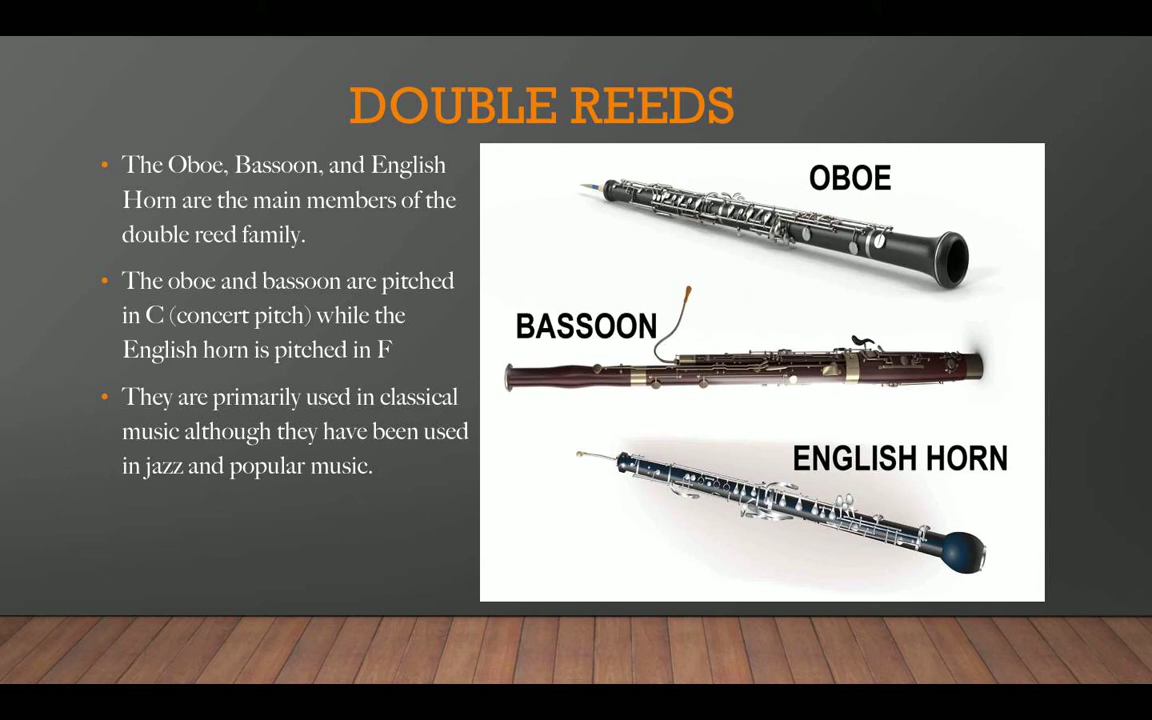 DOUBLE REEDS
• The Oboe, Bassoon, and English
Horn are the main members of the
double reed family.
• The oboe and bassoon are pitched
in C (concert pitch) while the
English horn is pitched in F
• They are primarily used in classical
music although they have been used
in jazz and popular music.
OBOE
BASSOON
ENGLISH HORN